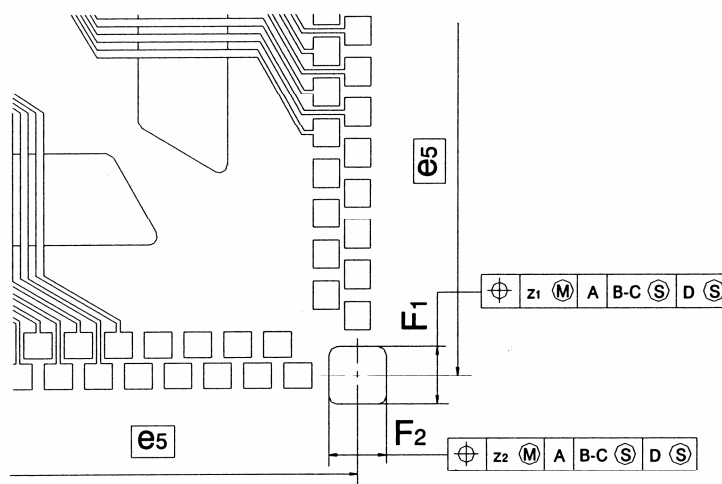 e5
F1
⌖ z1 Ⓜ A B-C Ⓢ D Ⓢ
F2
e5
⌖ z2 Ⓜ A B-C Ⓢ D Ⓢ